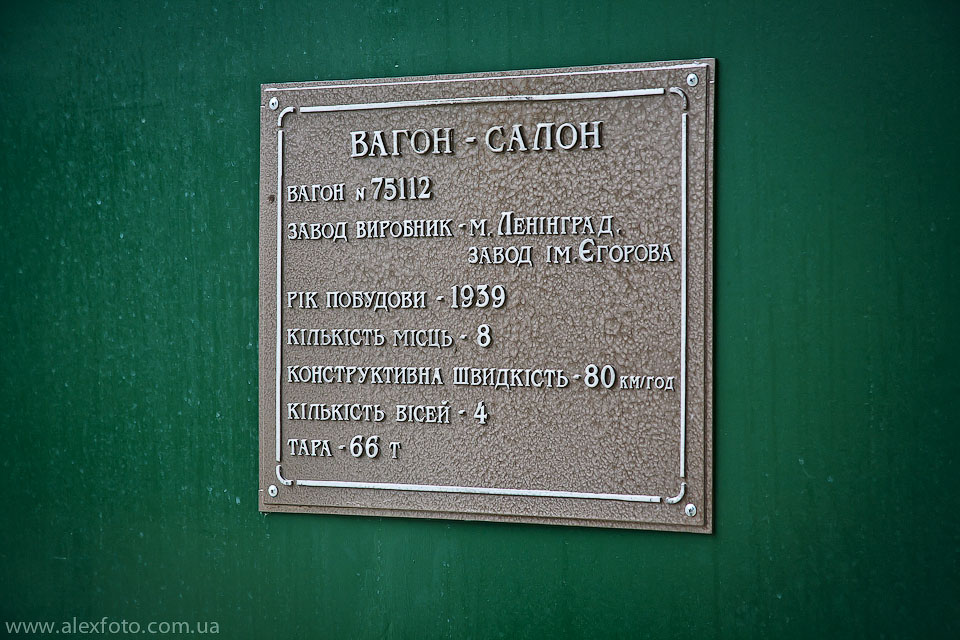 ВАГОН - САЛОН
ВАГОН N 75112
ЗАВОД ВИРОБНИК - М. ЛЕНІНГРАД,
ЗАВОД ІМ. ЄГОРОВА
РІК ПОБУДОВИ - 1939
КІЛЬКІСТЬ МІСЦЬ - 8
КОНСТРУКТИВНА ШВИДКІСТЬ - 80 КМ/ГОД
КІЛЬКІСТЬ ВІСЕЙ - 4
ТАРА - 66 Т
www.alexfoto.com.ua